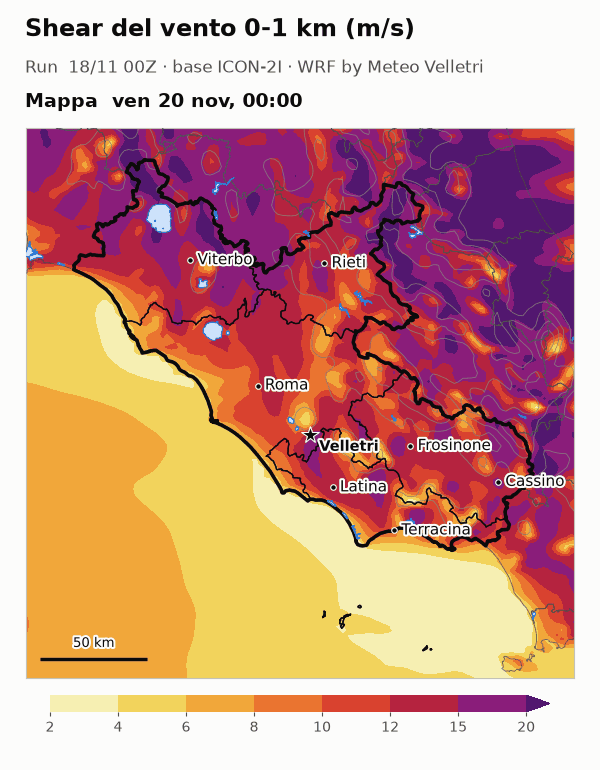 Shear del vento 0-1 km (m/s)
Run  18/11 00Z · base ICON-2I · WRF by Meteo Velletri
Mappa  ven 20 nov, 00:00
Viterbo
Rieti
Roma
Velletri
Frosinone
Latina
Cassino
Terracina
50 km
2 4 6 8 10 12 15 20